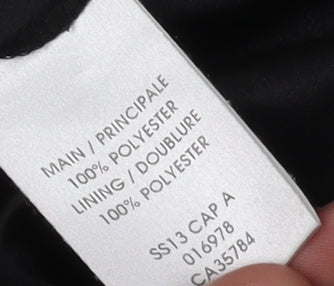 MAIN / PRINCIPALE
100% POLYESTER
LINING / DOUBLURE
100% POLYESTER
SS13 CAP A
016978
CA35784